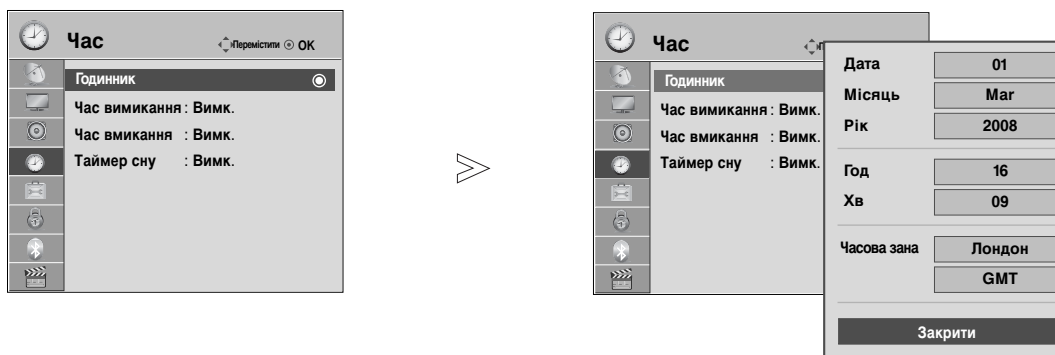 Час
Перемістити OK
Годинник
Час вимикання : Вимк.
Час вмикання : Вимк.
Таймер сну : Вимк.
Час
Годинник
Час вимикання : Вимк.
Час вмикання : Вимк.
Таймер сну : Вимк.
Дата 01
Місяць Mar
Рік 2008
Год 16
Хв 09
Часова зана Лондон
GMT
Закрити